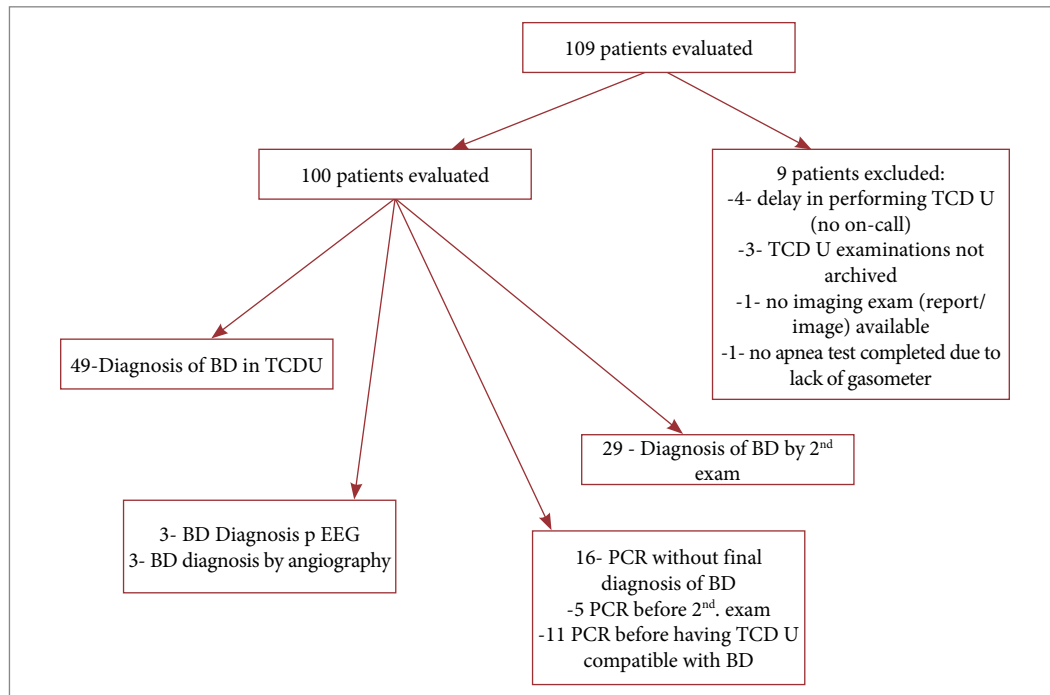 109 patients evaluated
100 patients evaluated
9 patients excluded:
-4- delay in performing TCD U
(no on-call)
-3- TCD U examinations not
archived
-1- no imaging exam (report/
image) available
-1- no apnea test completed due to
lack of gasometer
49-Diagnosis of BD in TCDU
29 - Diagnosis of BD by 2nd
exam
3- BD Diagnosis p EEG
3- BD diagnosis by angiography
16- PCR without final
diagnosis of BD
-5 PCR before 2nd. exam
-11 PCR before having TCD U
compatible with BD